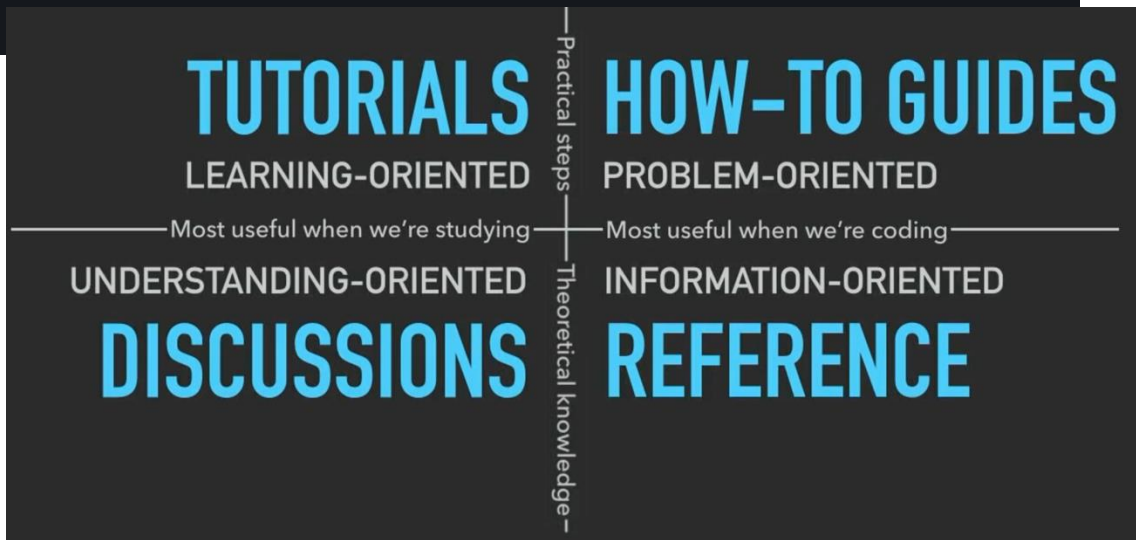 TUTORIALS
LEARNING-ORIENTED
Practical steps
HOW-TO GUIDES
PROBLEM-ORIENTED
Most useful when we're studying
Most useful when we're coding
UNDERSTANDING-ORIENTED
DISCUSSIONS
Theoretical knowledge
INFORMATION-ORIENTED
REFERENCE